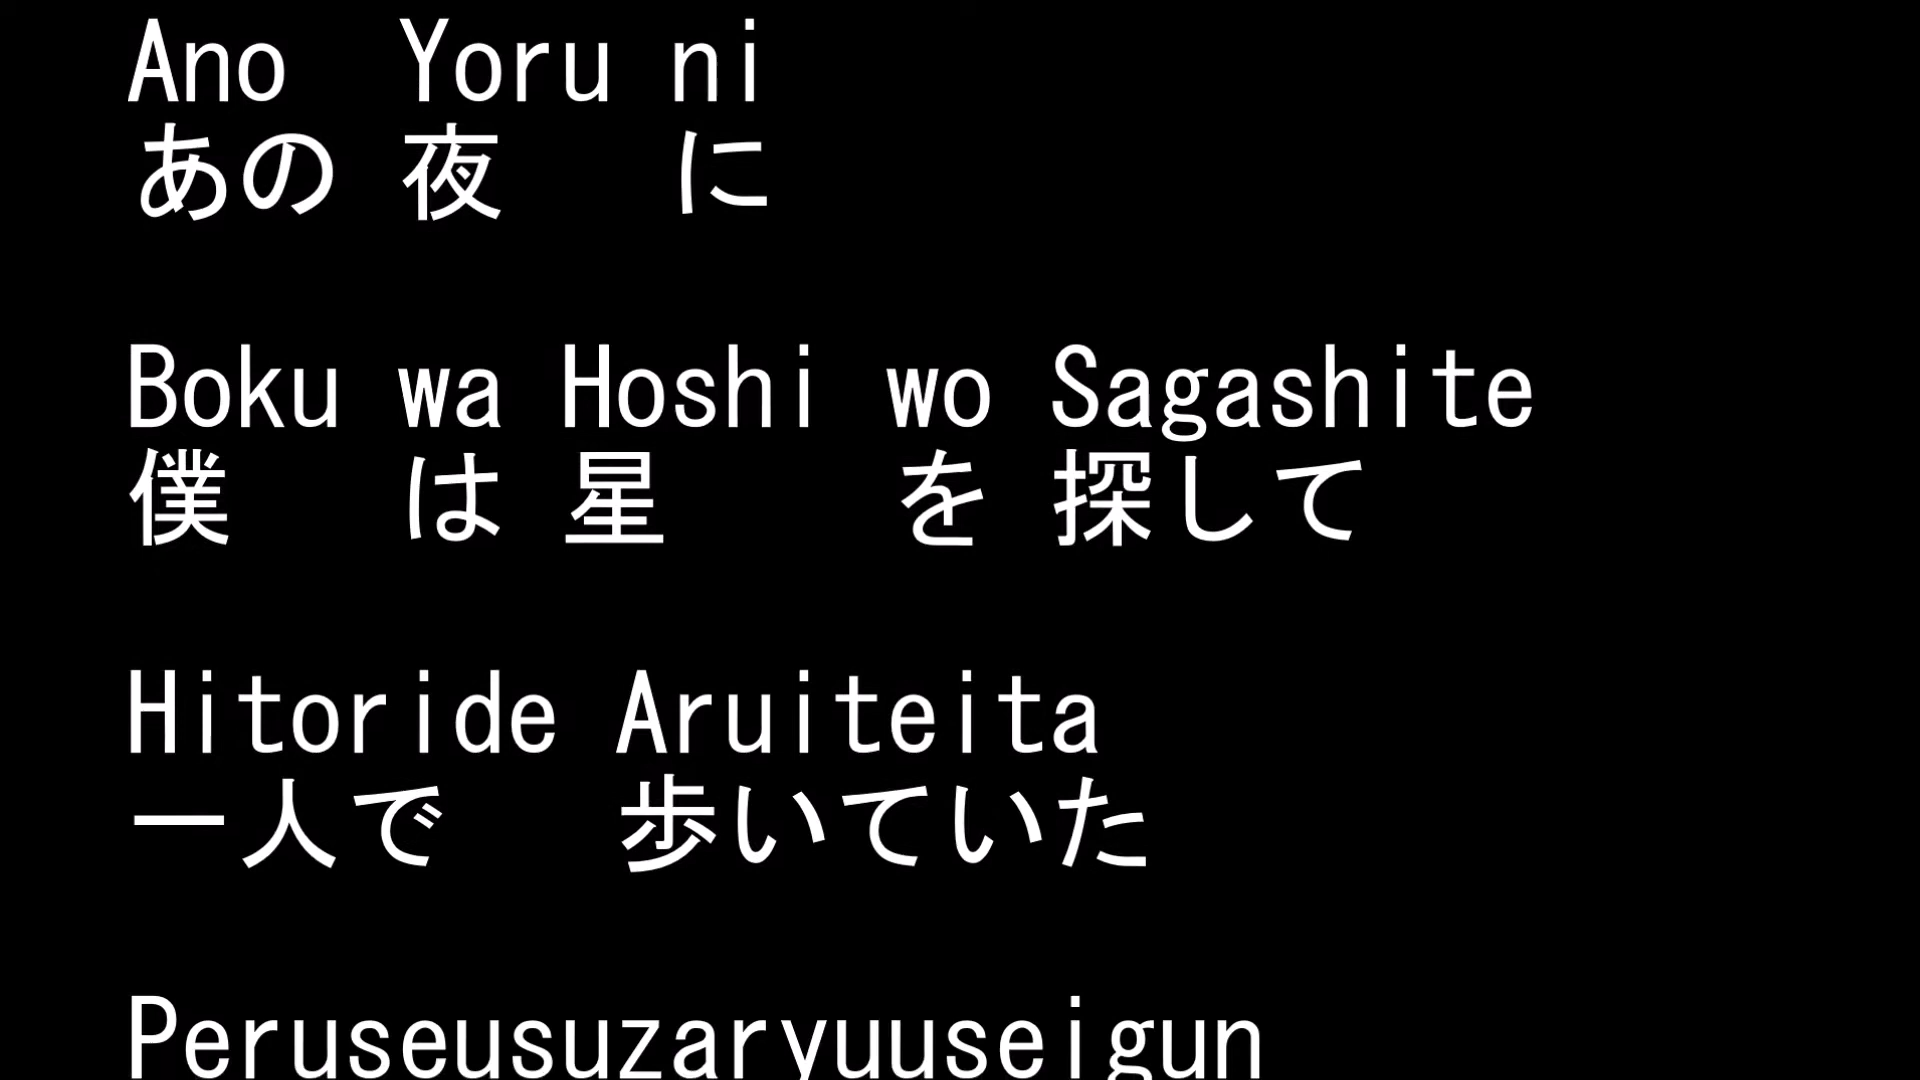 Ano Yoru ni
あの 夜 に
Boku wa Hoshi wo Sagashite
僕 は 星 を 探して
Hitoride Aruiteita
一人で 歩いていた
Peruseusuzaryuuseigun